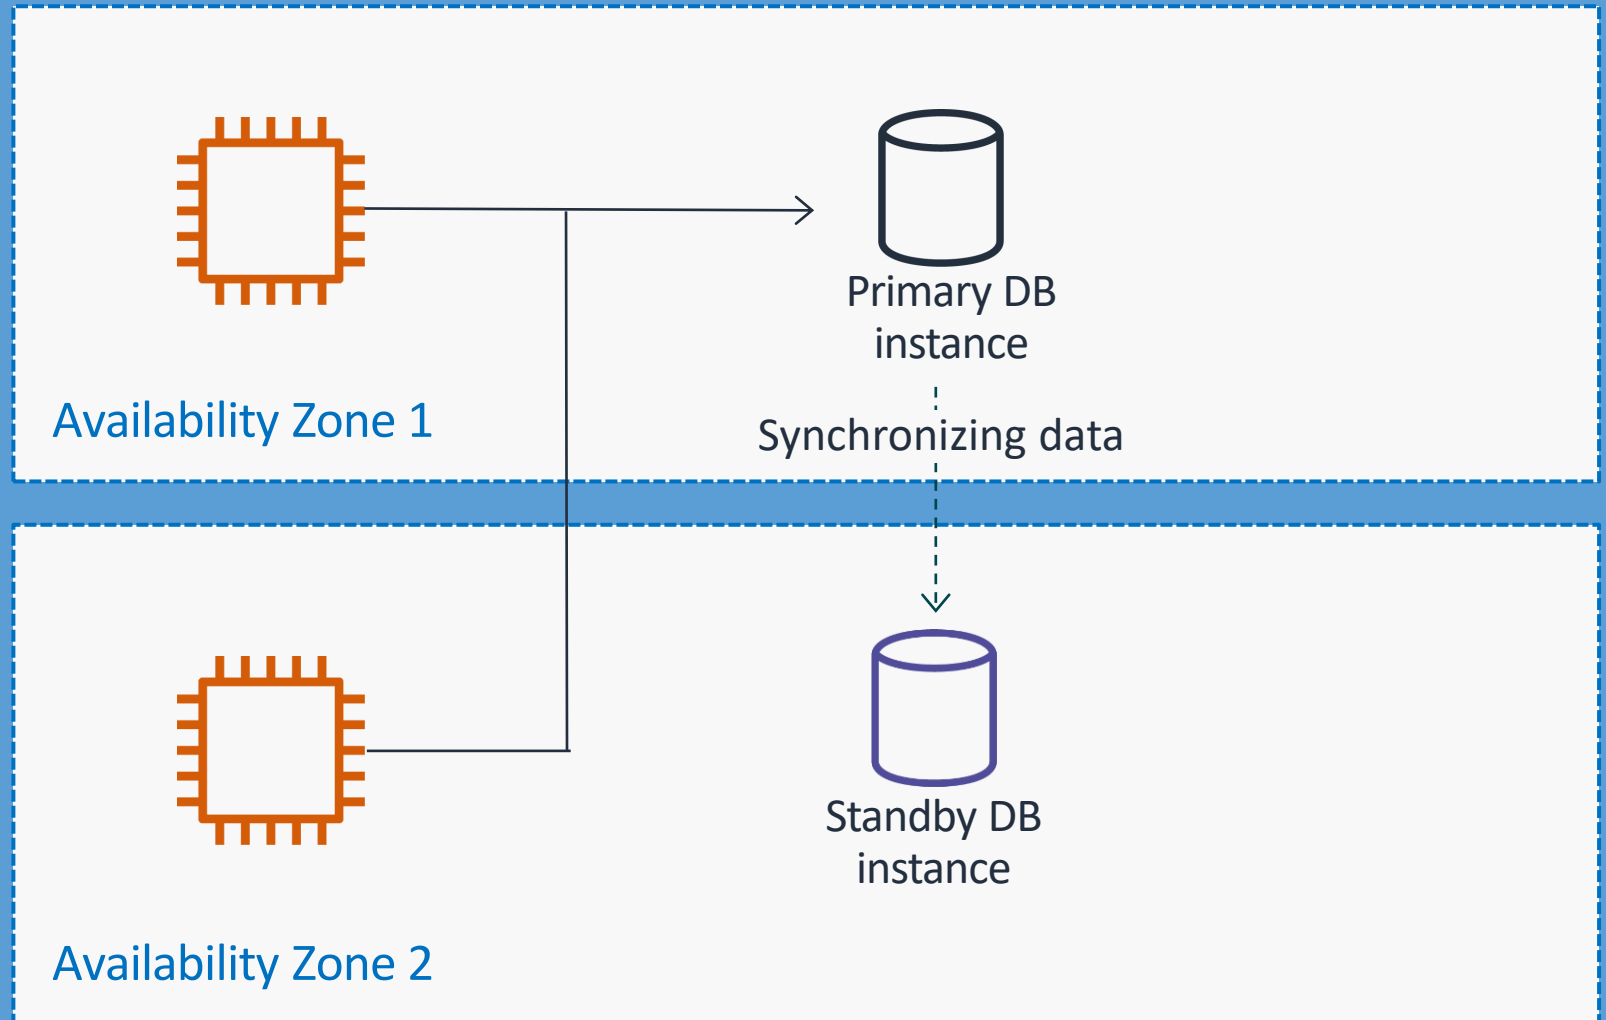 Primary DB
instance
Availability Zone 1
Synchronizing data
Standby DB
instance
Availability Zone 2